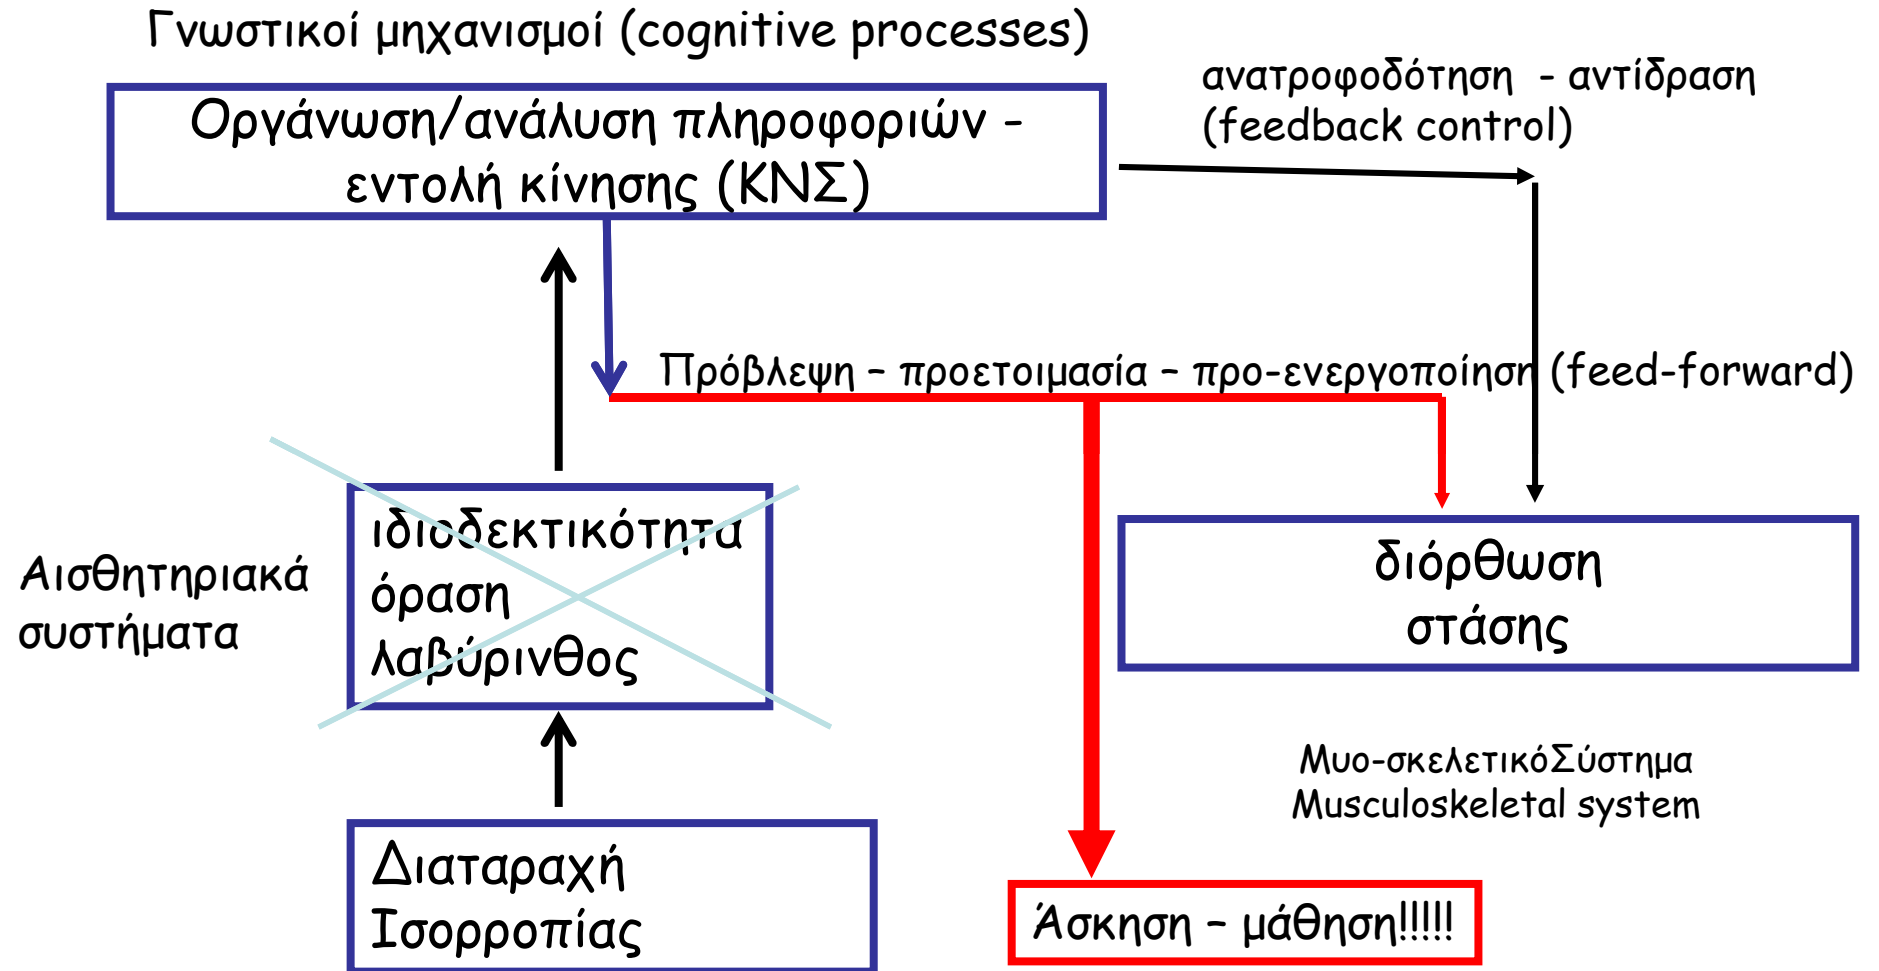 Γνωστικοί μηχανισμοί (cognitive processes)
Οργάνωση/ανάλυση πληροφοριών -
εντολή κίνησης (ΚΝΣ)
ανατροφοδότηση - αντίδραση
(feedback control)
Πρόβλεψη – προετοιμασία – προ-ενεργοποίηση (feed-forward)
Αισθητηριακά
συστήματα
ιδιοδεκτικότητα
όραση
λαβύρινθος
διόρθωση
στάσης
Μυο-σκελετικόΣύστημα
Musculoskeletal system
Διαταραχή
Ισορροπίας
Άσκηση – μάθηση!!!!!